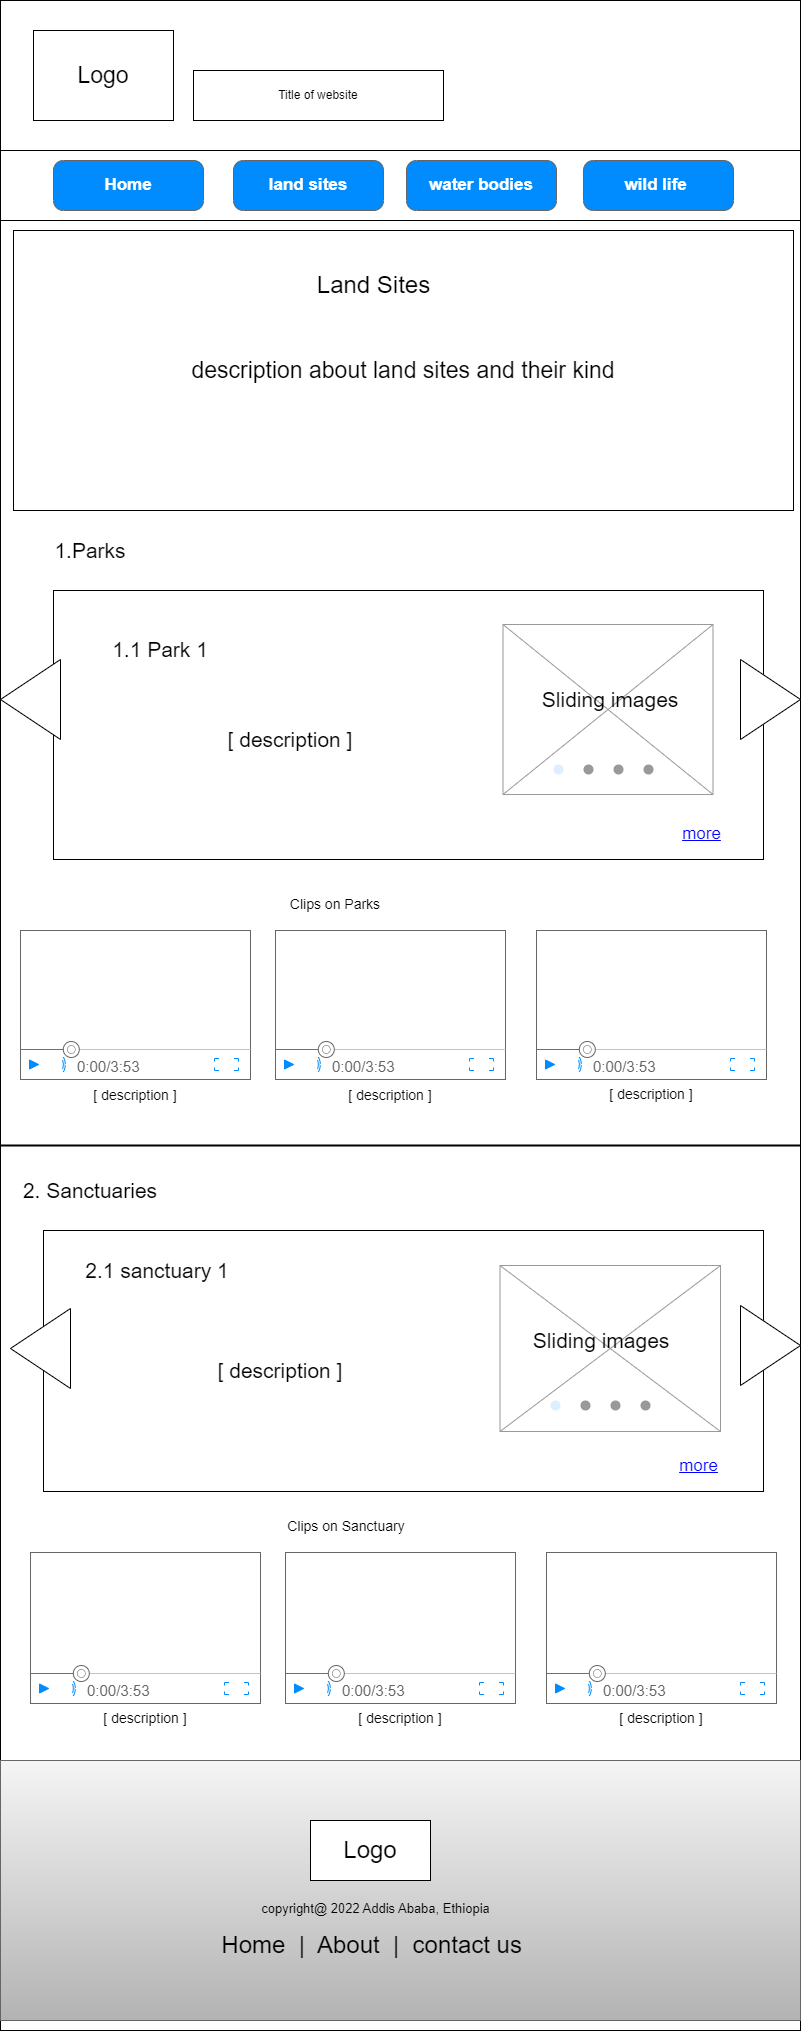 Logo
Title of website
Home
land sites
water bodies
wild life
Land Sites
description about land sites and their kind
1.Parks
1.1 Park 1
Sliding images
[ description ]
more
Clips on Parks
0:00/3:53
0:00/3:53
0:00/3:53
[ description ]
[ description ]
[ description ]
2. Sanctuaries
2.1 sanctuary 1
Sliding images
[ description ]
more
Clips on Sanctuary
0:00/3:53
0:00/3:53
0:00/3:53
[ description ]
[ description ]
[ description ]
Logo
copyright@ 2022 Addis Ababa, Ethiopia
Home | About | contact us